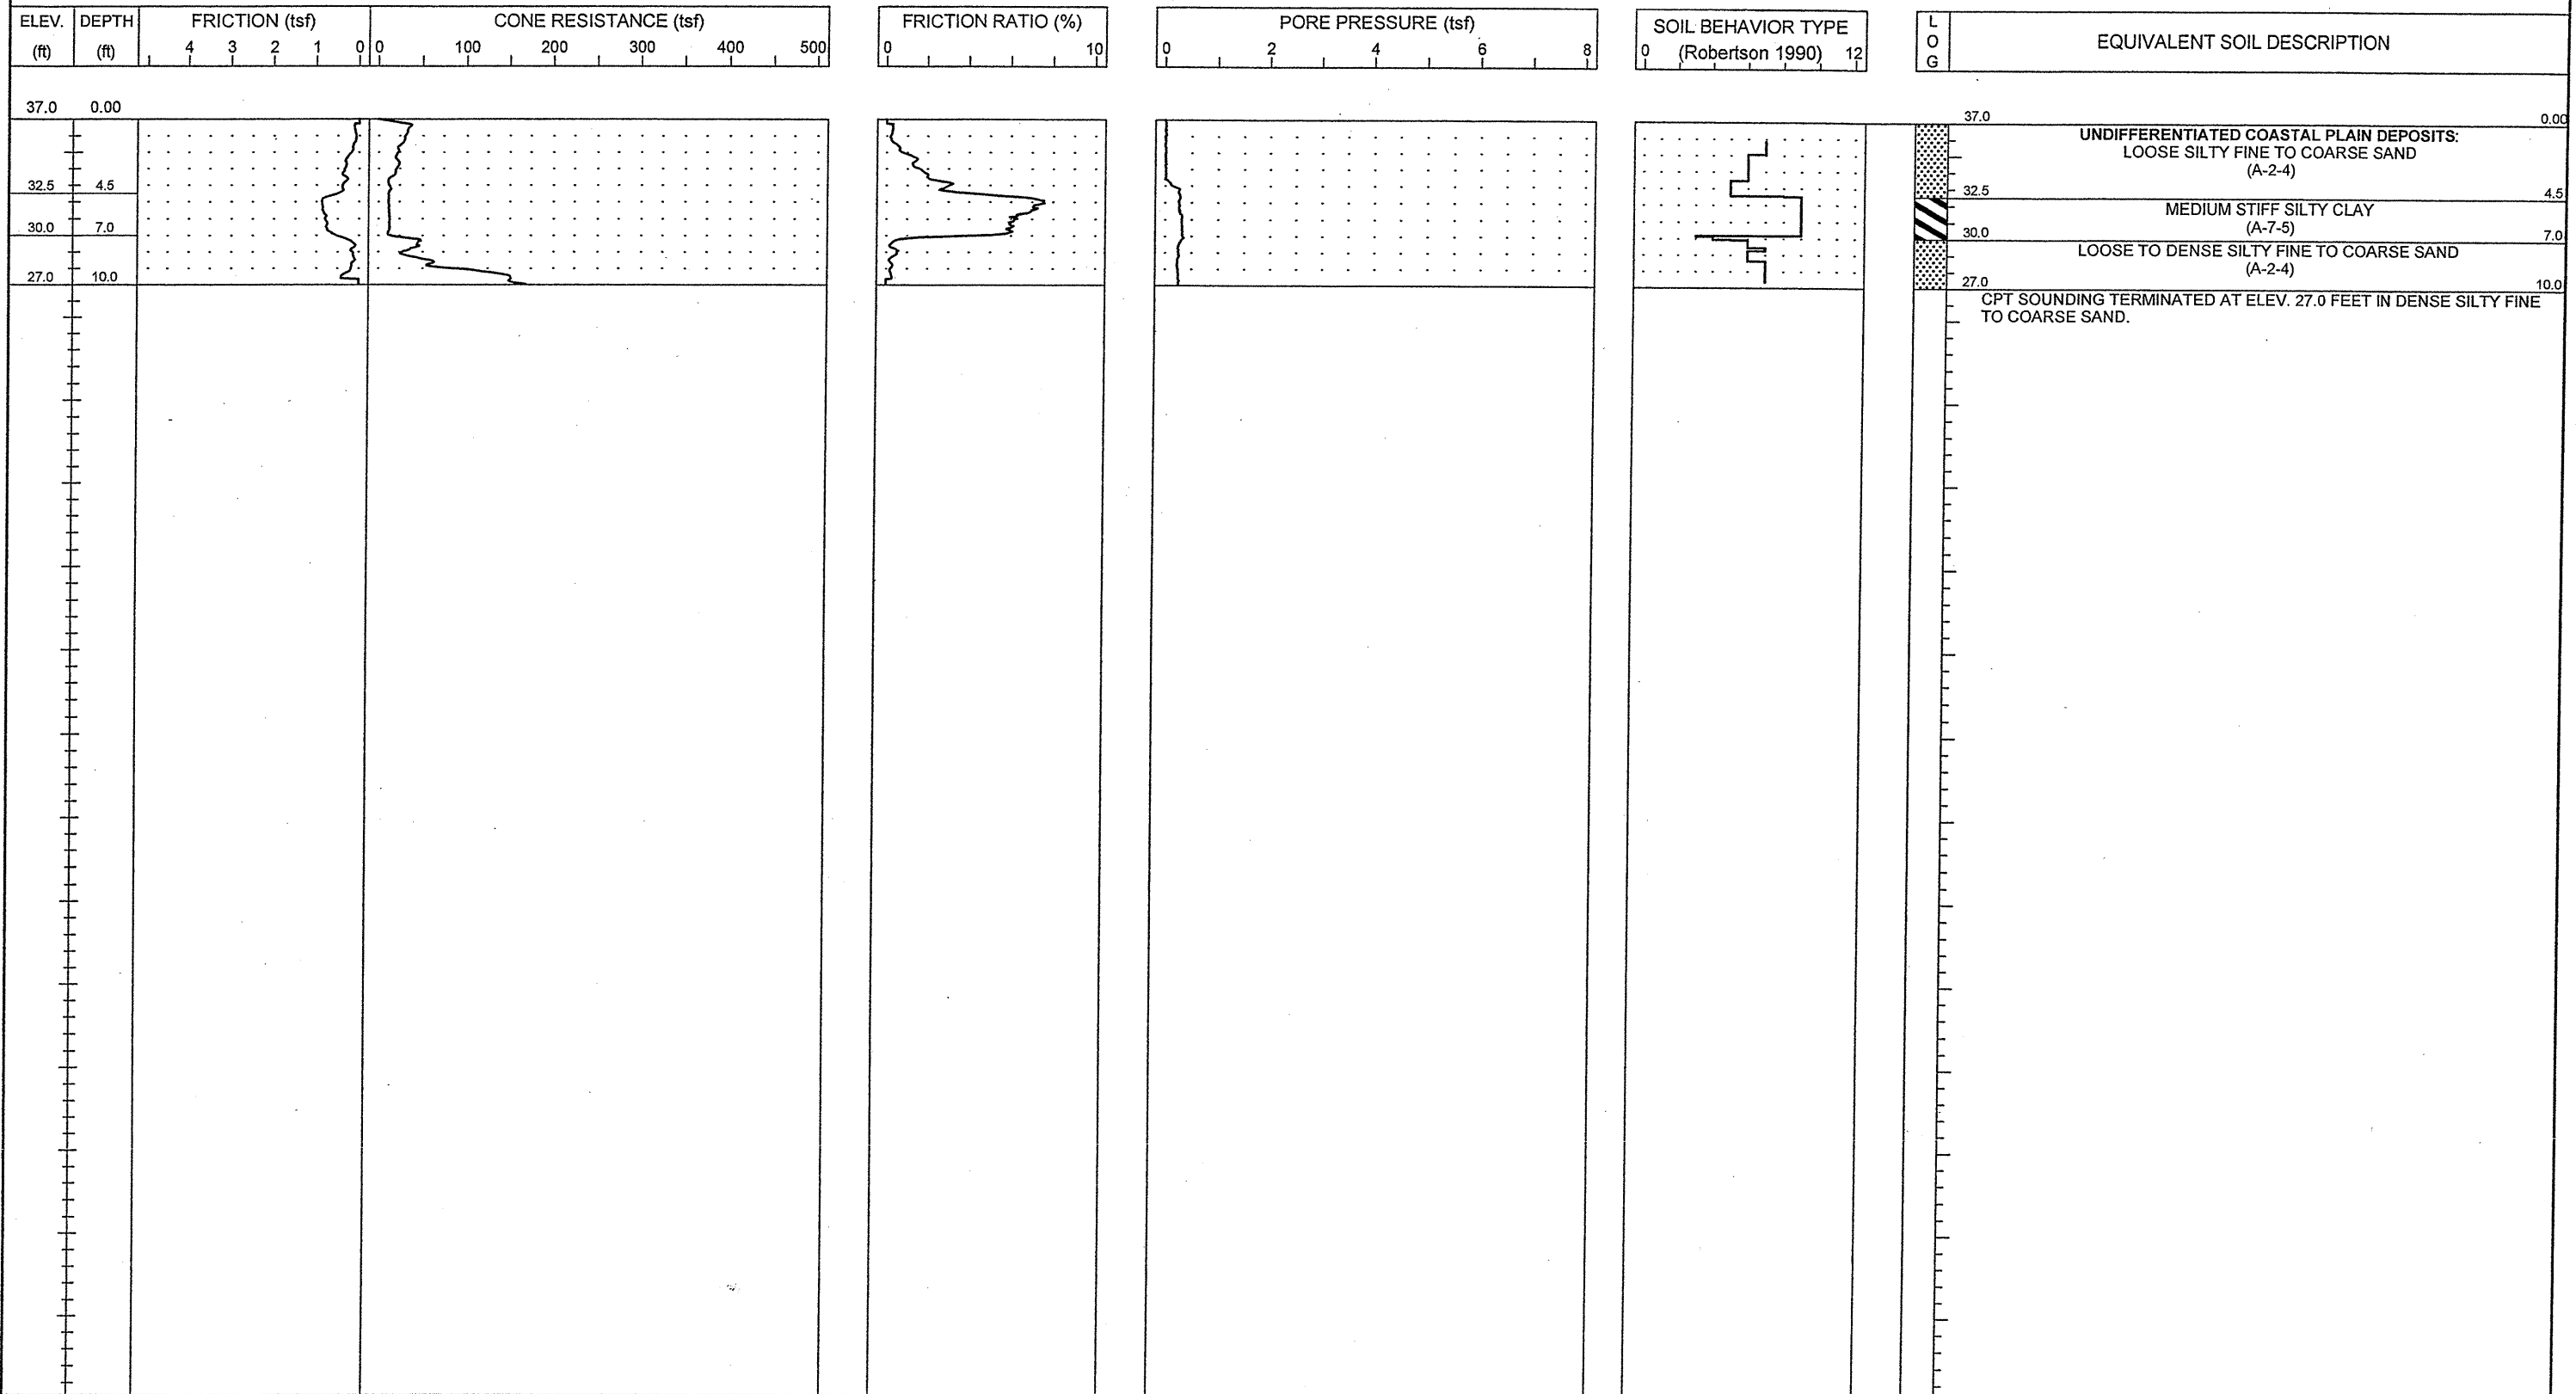 ELEV. DEPTH FRICTION (tsf) CONE RESISTANCE (tsf) FRICTION RATIO (%) PORE PRESSURE (tsf) SOIL BEHAVIOR TYPE L O G EQUIVALENT SOIL DESCRIPTION
(ft) (ft) 4 3 2 1 0 0 100 200 300 400 500 0 10 0 2 4 6 8 0 (Robertson 1990) 12
37.0 0.00 37.0 0.00
UNDIFFERENTIATED COASTAL PLAIN DEPOSITS:
LOOSE SILTY FINE TO COARSE SAND
(A-2-4)
32.5 4.5 32.5 4.5
MEDIUM STIFF SILTY CLAY
(A-7-5)
30.0 7.0 30.0 7.0
LOOSE TO DENSE SILTY FINE TO COARSE SAND
(A-2-4)
27.0 10.0 27.0 10.0
CPT SOUNDING TERMINATED AT ELEV. 27.0 FEET IN DENSE SILTY FINE
TO COARSE SAND.